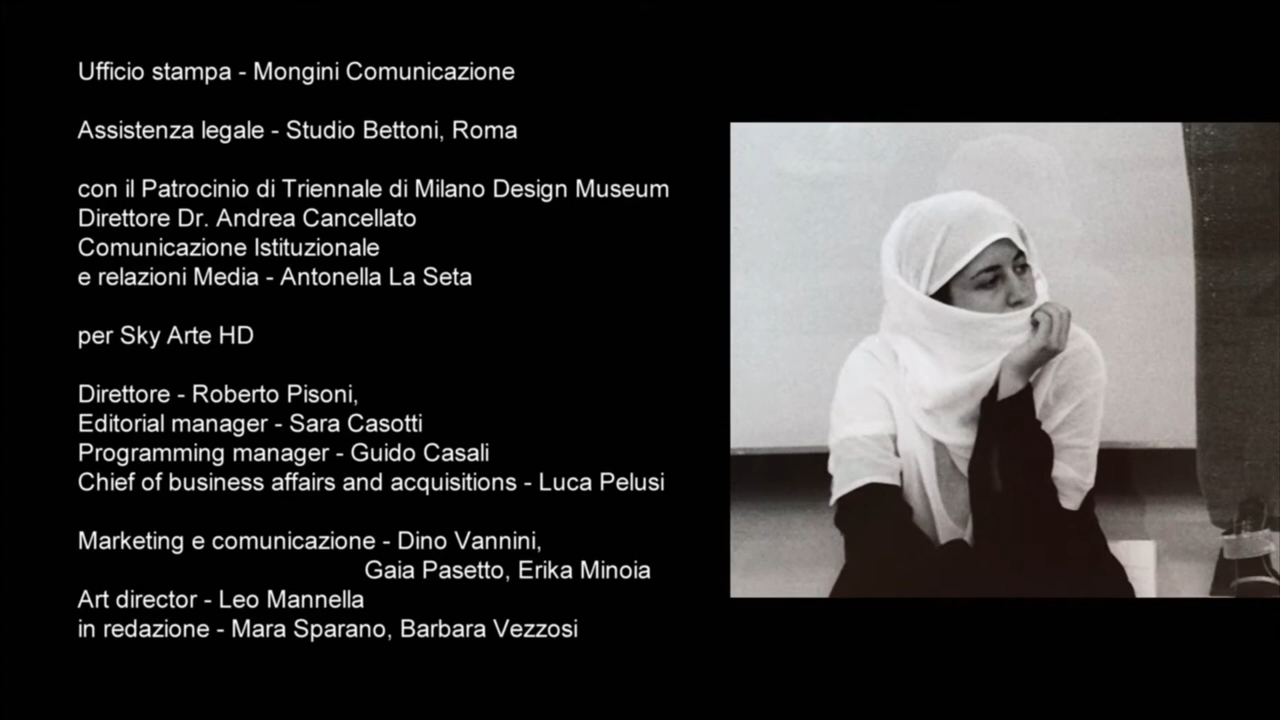 Ufficio stampa - Mongini Comunicazione
Assistenza legale - Studio Bettoni, Roma
con il Patrocinio di Triennale di Milano Design Museum
Direttore Dr. Andrea Cancellato
Comunicazione Istituzionale
e relazioni Media - Antonella La Seta
per Sky Arte HD
Direttore - Roberto Pisoni,
Editorial manager - Sara Casotti
Programming manager - Guido Casali
Chief of business affairs and acquisitions - Luca Pelusi
Marketing e comunicazione - Dino Vannini,
Gaia Pasetto, Erika Minoia
Art director - Leo Mannella
in redazione - Mara Sparano, Barbara Vezzosi